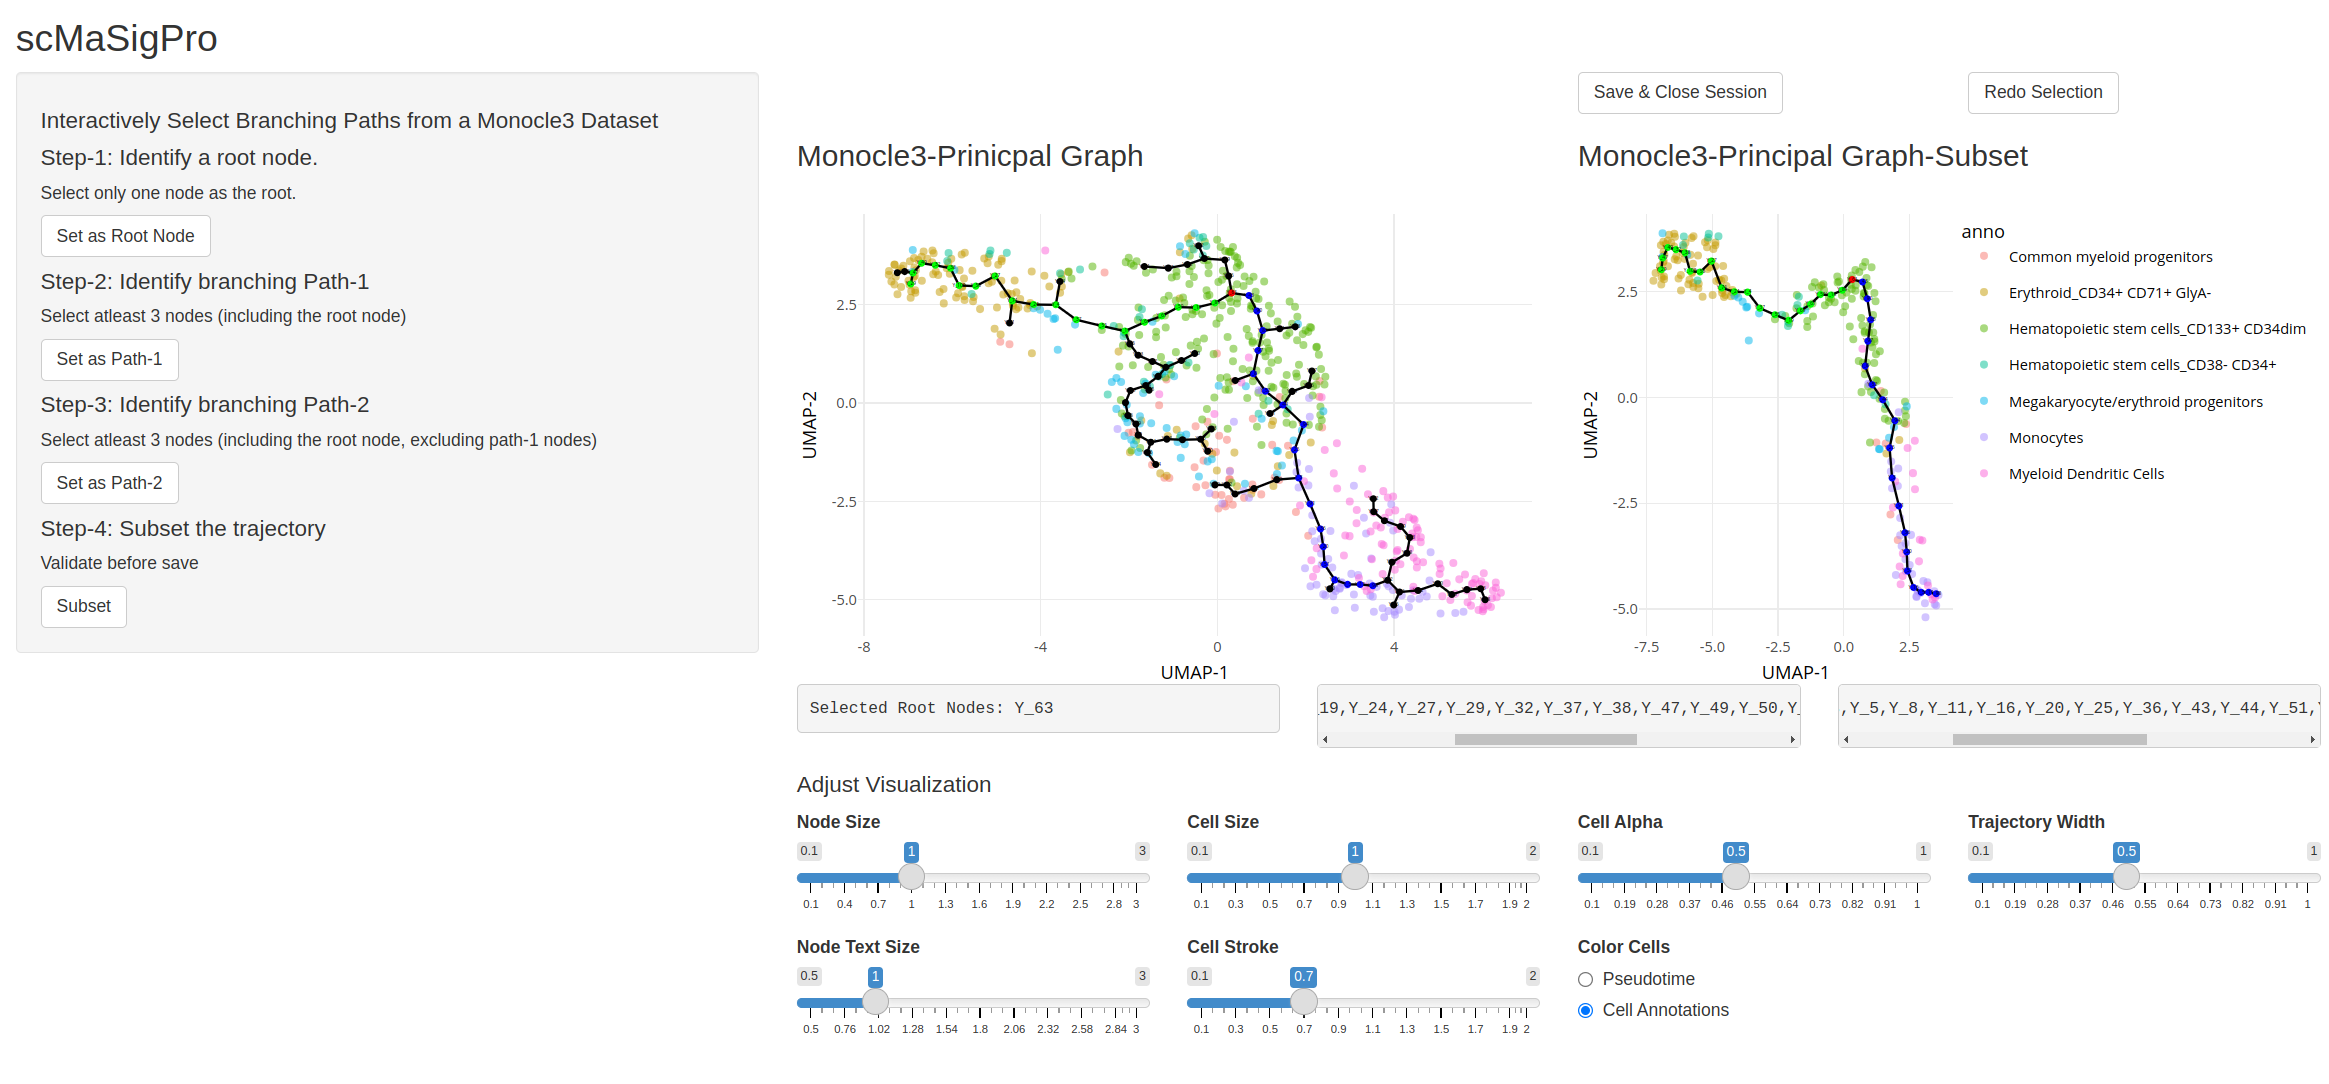 scMaSigPro
Interactively Select Branching Paths from a Monocle3 Dataset
Step-1: Identify a root node.
Select only one node as the root.
Set as Root Node
Step-2: Identify branching Path-1
Select atleast 3 nodes (including the root node)
Set as Path-1
Step-3: Identify branching Path-2
Select atleast 3 nodes (including the root node, excluding path-1 nodes)
Set as Path-2
Step-4: Subset the trajectory
Validate before save
Subset
Save & Close Session
Redo Selection
Monocle3-Prinicpal Graph
2.5
0.0
-2.5
-5.0
UMAP-2
-8 -4 0 4
UMAP-1
Monocle3-Principal Graph-Subset
2.5
0.0
-2.5
-5.0
UMAP-2
-7.5 -5.0 -2.5 0.0 2.5
UMAP-1
anno
Common myeloid progenitors
Erythroid_CD34+ CD71+ GlyA-
Hematopoietic stem cells_CD133+ CD34dim
Hematopoietic stem cells_CD38- CD34+
Megakaryocyte/erythroid progenitors
Monocytes
Myeloid Dendritic Cells
Selected Root Nodes: Y_63
19,Y_24,Y_27,Y_29,Y_32,Y_37,Y_38,Y_47,Y_49,Y_50,Y_
,Y_5,Y_8,Y_11,Y_16,Y_20,Y_25,Y_36,Y_43,Y_44,Y_51,
Adjust Visualization
Node Size
0.1 1 3
0.1 0.4 0.7 1 1.3 1.6 1.9 2.2 2.5 2.8 3
Cell Size
0.1 1 2
0.1 0.3 0.5 0.7 0.9 1.1 1.3 1.5 1.7 1.9 2
Cell Alpha
0.1 0.5 1
0.1 0.19 0.28 0.37 0.46 0.55 0.64 0.73 0.82 0.91 1
Trajectory Width
0.1 0.5 1
0.1 0.19 0.28 0.37 0.46 0.55 0.64 0.73 0.82 0.91 1
Node Text Size
0.5 1 3
0.5 0.76 1.02 1.28 1.54 1.8 2.06 2.32 2.58 2.84 3
Cell Stroke
0.1 0.7 2
0.1 0.3 0.5 0.7 0.9 1.1 1.3 1.5 1.7 1.9 2
Color Cells
Pseudotime
Cell Annotations